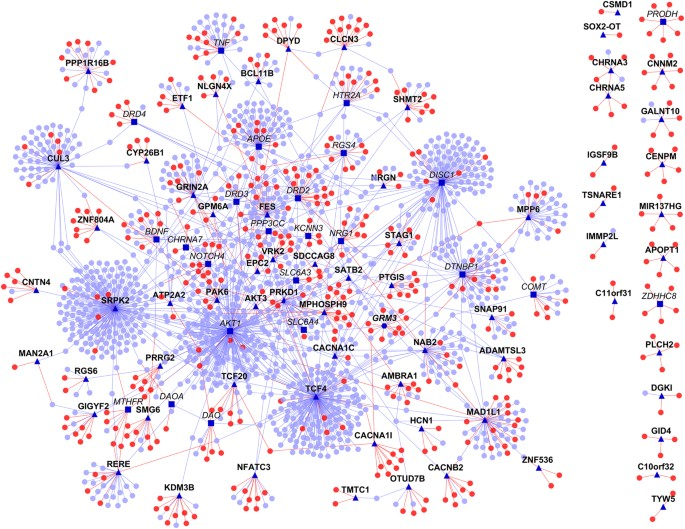 CSMD1
PRODH
SOX2-OT
TNF
DPYD
CLCN3
PPP1R16B
BCL11B
CHRNA3
CNNM2
NLGN4X
HTR2A
CHRNA5
ETF1
SHMT2
DRD4
GALNT10
APOE
RGS4
CUL3
CYP26B1
IGSF9B
CENPM
NRGN
DISC1
GRIN2A
DRD3
DRD2
TSNARE1
GPM6A
FES
MIR137HG
ZNF804A
MPP6
BDNF
PPP3CC
KCNN3
NRG1
STAG1
IMMP2L
CHRNA7
VRK2
NOTCH4
SDCCAG8
APOPT1
EPC2
SATB2
DTNBP1
SLC6A3
PTGIS
CNTN4
COMT
C11orf31
PAK6
PRKD1
ZDHHC8
SRPK2
ATP2A2
AKT3
MPHOSPH9
SNAP91
GRM3
AKT1
SLC6A4
NAB2
PLCH2
MAN2A1
PRRG2
CACNA1C
ADAMTSL3
RGS6
TCF20
TCF4
AMBRA1
DGKI
MTHFR
DAOA
GIGYF2
SMG6
DAO
HCN1
MAD1L1
GID4
CACNA1I
RERE
NFATC3
CACNB2
ZNF536
C10orf32
KDM3B
TMTC1
OTUD7B
TYW5